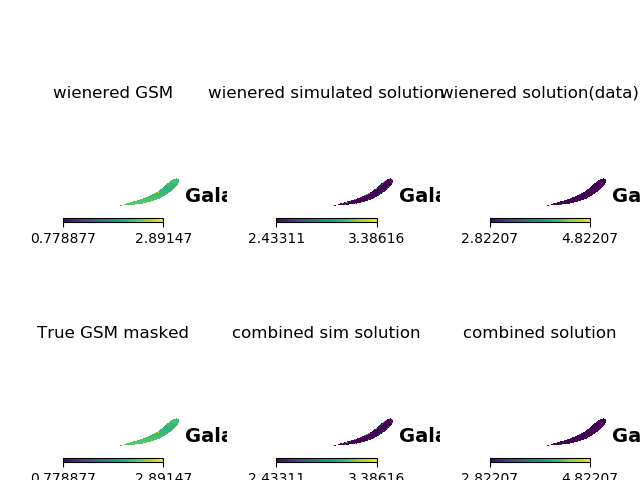 wienered GSM wienered simulated solution wienered solution(data)
Gala Gala Ga
0.778877 2.89147 2.43311 3.38616 2.82207 4.82207
True GSM masked combined sim solution combined solution
Gala Gala Ga
0.778877 2.89147 2.43311 3.38616 2.82207 4.82207